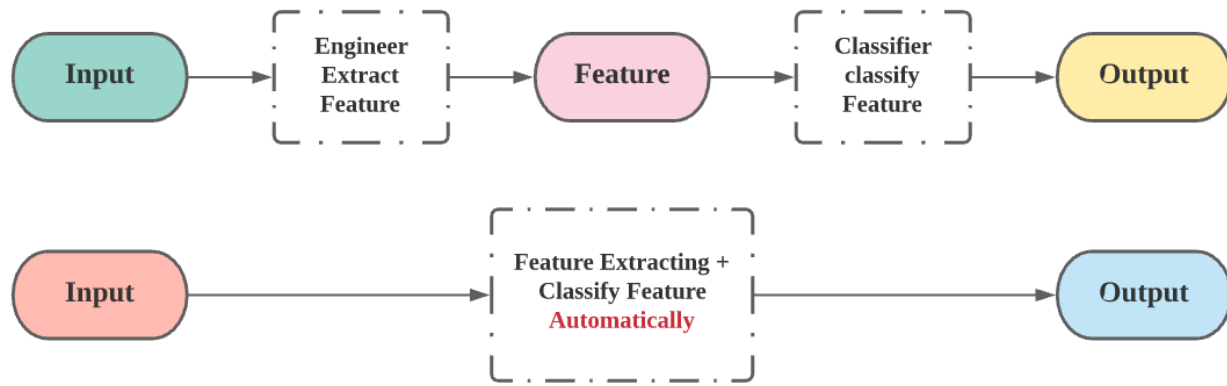 Input
Engineer
Extract
Feature
Feature
Classifier
classify
Feature
Output
Input
Feature Extracting +
Classify Feature
Automatically
Output